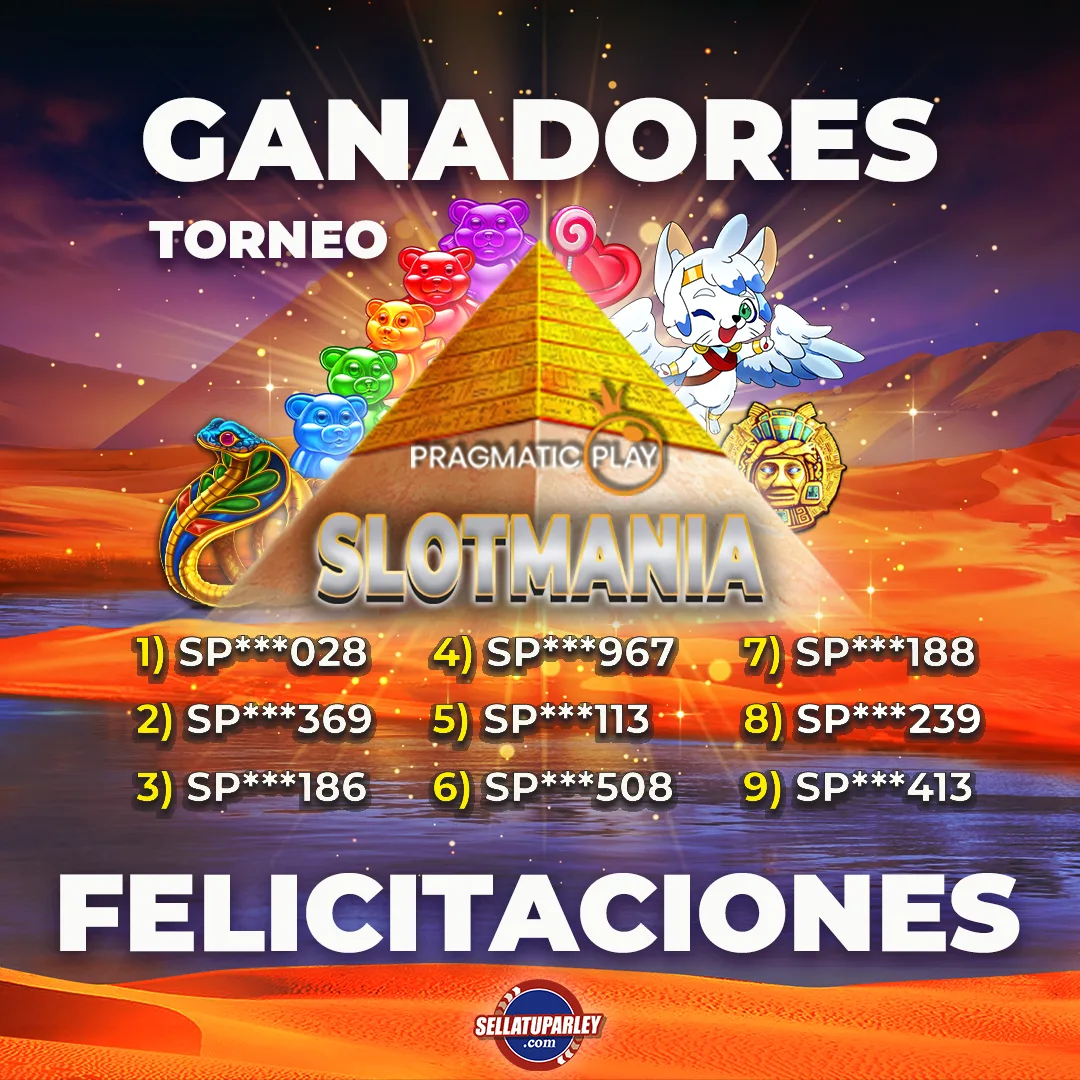 GANADORES
TORNEO
PRAGMATIC PLAY
SLOTMANIA
1) SP***028
2) SP***369
3) SP***186
4) SP***967
5) SP***113
6) SP***508
7) SP***188
8) SP***239
9) SP***413
FELICITACIONES
SELLATUPARLEY
.com